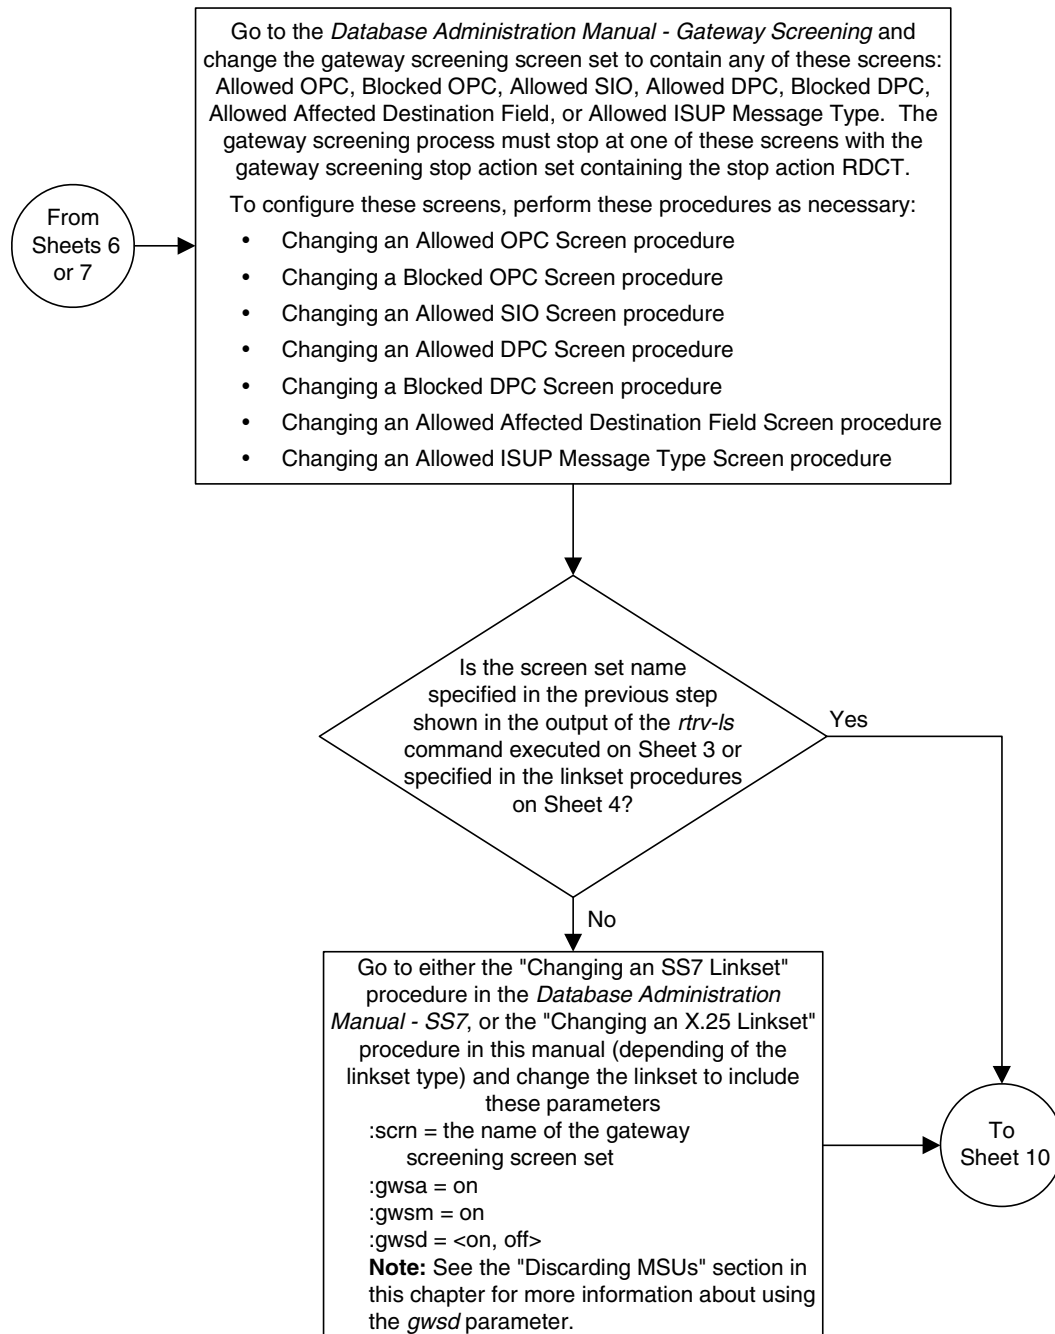 Go to the Database Administration Manual - Gateway Screening and
change the gateway screening screen set to contain any of these screens:
Allowed OPC, Blocked OPC, Allowed SIO, Allowed DPC, Blocked DPC,
Allowed Affected Destination Field, or Allowed ISUP Message Type. The
gateway screening process must stop at one of these screens with the
gateway screening stop action set containing the stop action RDCT.
To configure these screens, perform these procedures as necessary:
• Changing an Allowed OPC Screen procedure
• Changing a Blocked OPC Screen procedure
• Changing an Allowed SIO Screen procedure
• Changing an Allowed DPC Screen procedure
• Changing a Blocked DPC Screen procedure
• Changing an Allowed Affected Destination Field Screen procedure
• Changing an Allowed ISUP Message Type Screen procedure
From
Sheets 6
or 7
Is the screen set name
specified in the previous step
shown in the output of the rtrv-ls
command executed on Sheet 3 or
specified in the linkset procedures
on Sheet 4?
Yes
No
Go to either the "Changing an SS7 Linkset"
procedure in the Database Administration
Manual - SS7, or the "Changing an X.25 Linkset"
procedure in this manual (depending of the
linkset type) and change the linkset to include
these parameters
:scrn = the name of the gateway
screening screen set
:gwsa = on
:gwsm = on
:gwsd = <on, off>
Note: See the "Discarding MSUs" section in
this chapter for more information about using
the gwsd parameter.
To
Sheet 10